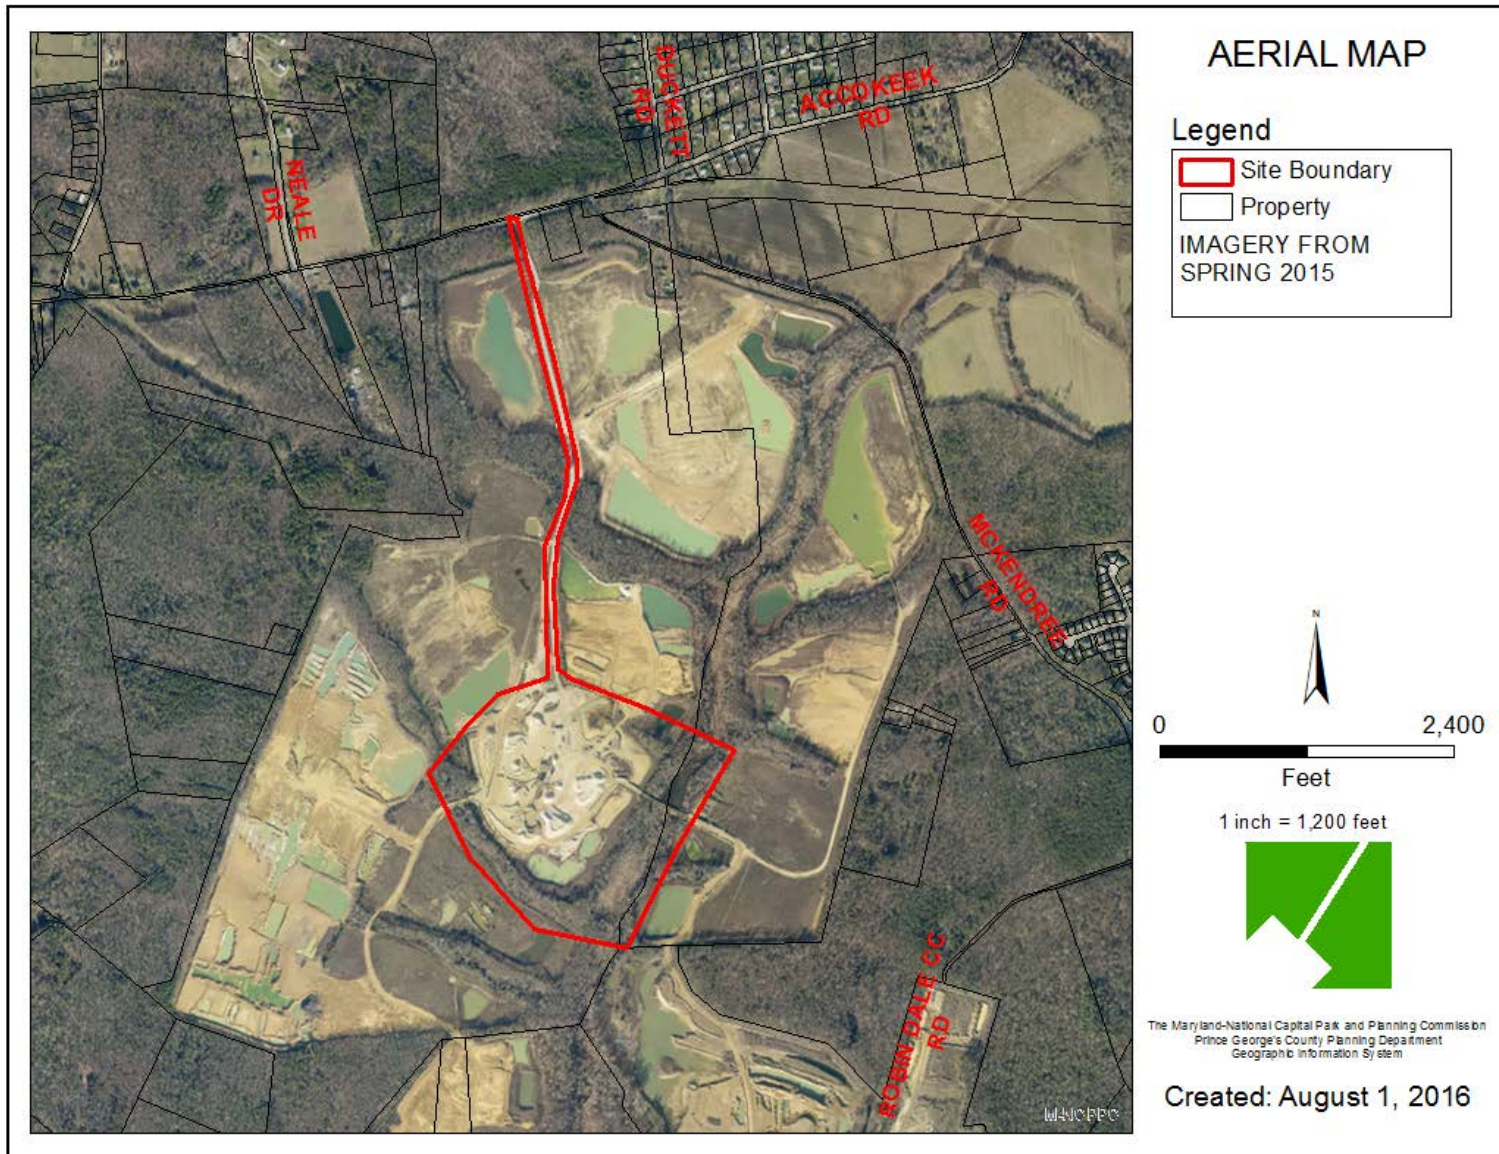 AERIAL MAP
Legend
Site Boundary
Property
IMAGERY FROM
SPRING 2015
DUCKETT
RD
ACCOKEEK
RD
NEALE
DR
MCKENDREE
RD
ROBIN DALE CC
RD
N
0 2,400
Feet
1 inch = 1,200 feet
The Maryland-National Capital Park and Planning Commission
Prince George's County Planning Department
Geographic Information System
Created: August 1, 2016
M-NCPPC